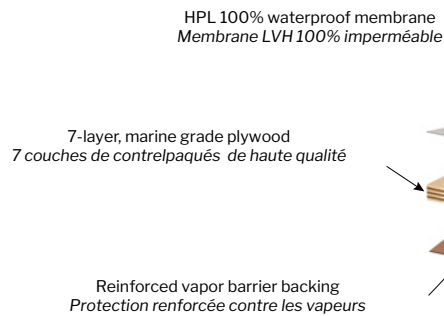 HPL 100% waterproof membrane
Membrane LVH 100% imperméable
7-layer, marine grade plywood
7 couches de contrelpaqués de haute qualité
Reinforced vapor barrier backing
Protection renforcée contre les vapeurs